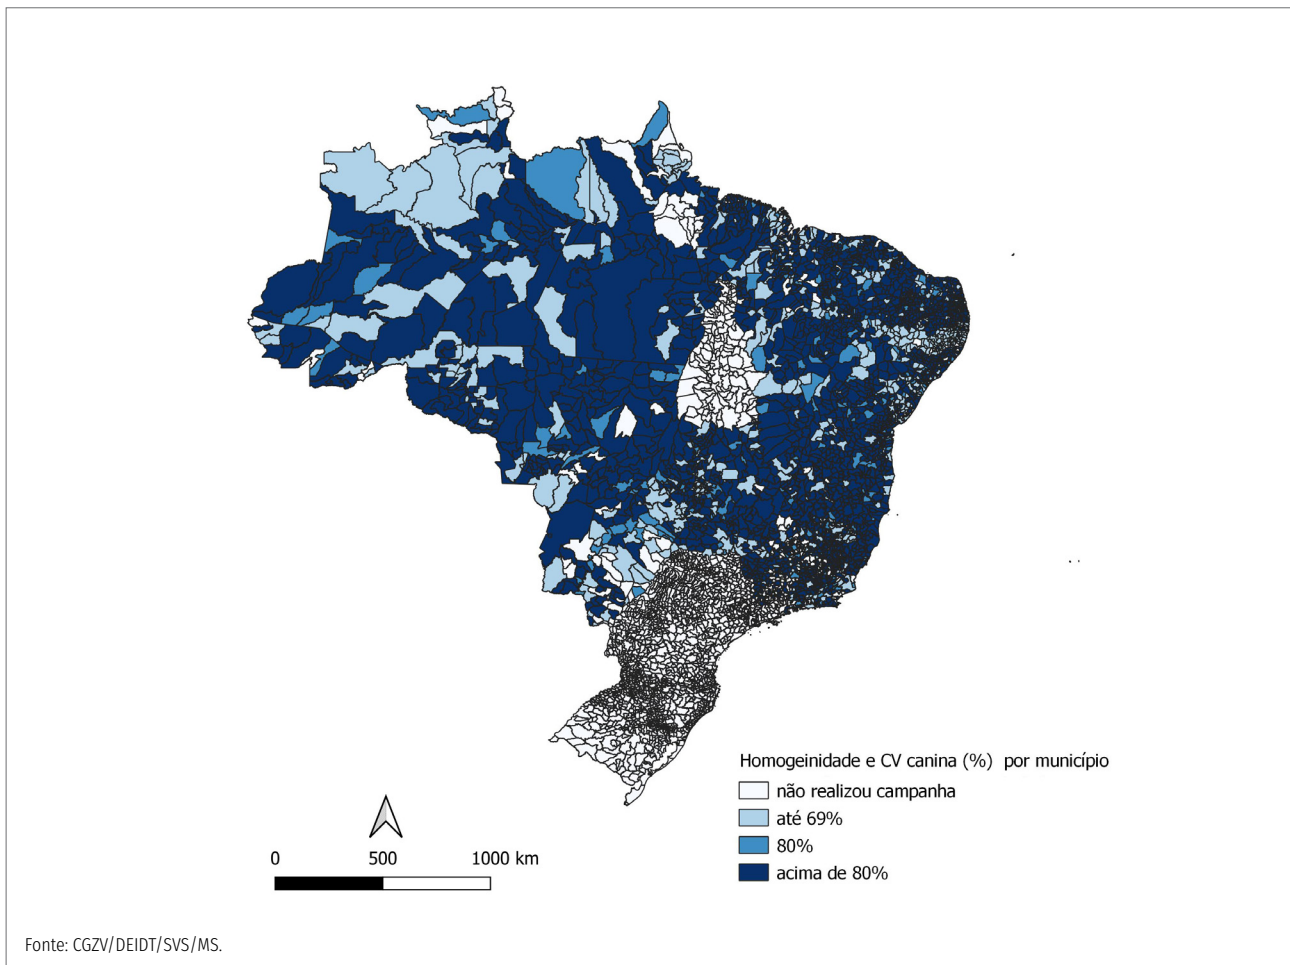 Homogeinidade e CV canina (%) por município
não realizou campanha
até 69%
80%
acima de 80%
0 500 1000 km
Fonte: CGZV/DEIDT/SVS/MS.